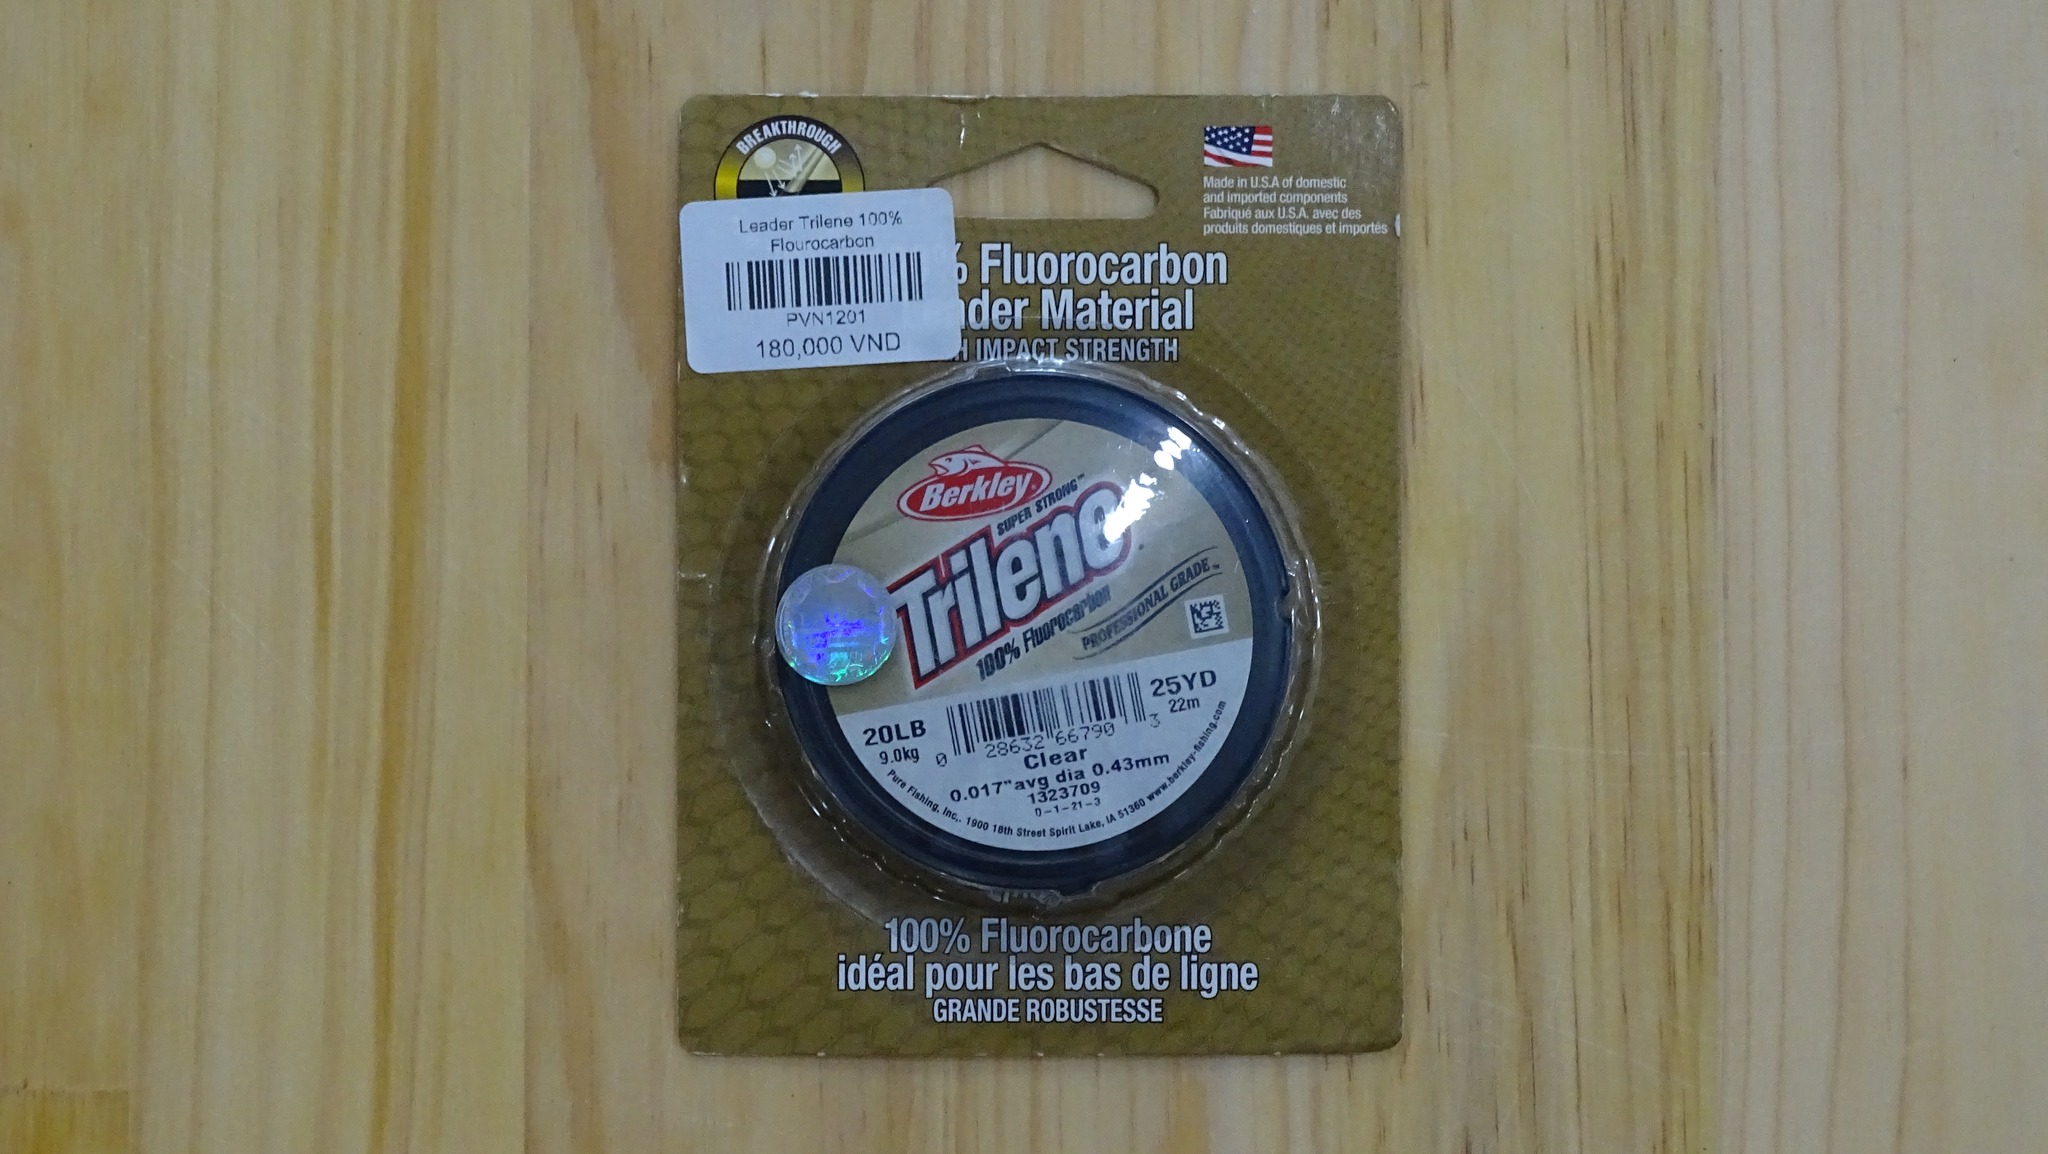 BREAKTHROUGH
Made in U.S.A of domestic
and imported components
Fabriqué aux U.S.A. avec des
produits domestiques et importés
Leader Trilene 100%
Flourocarbon
PVN1201
180,000 VND
% Fluorocarbon
der Material
H IMPACT STRENGTH
Berkley
SUPER STRONG™
Trilene
100% Fluorocarbon
PROFESSIONAL GRADE™
20LB
9.0kg
25YD
22m
0 28632 66790 3
Clear
0.017"avg dia 0.43mm
1323709
0-1-21-3
Pure Fishing, Inc,. 1900 18th Street Spirit Lake, IA 51360 www.berkley-fishing.com
100% Fluorocarbone
idéal pour les bas de ligne
GRANDE ROBUSTESSE